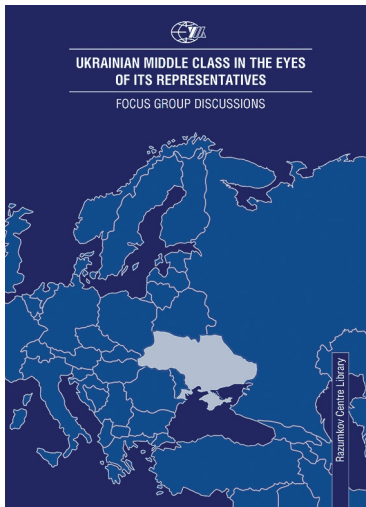 UKRAINIAN MIDDLE CLASS IN THE EYES
OF ITS REPRESENTATIVES
FOCUS GROUP DISCUSSIONS
Razumkov Centre Library